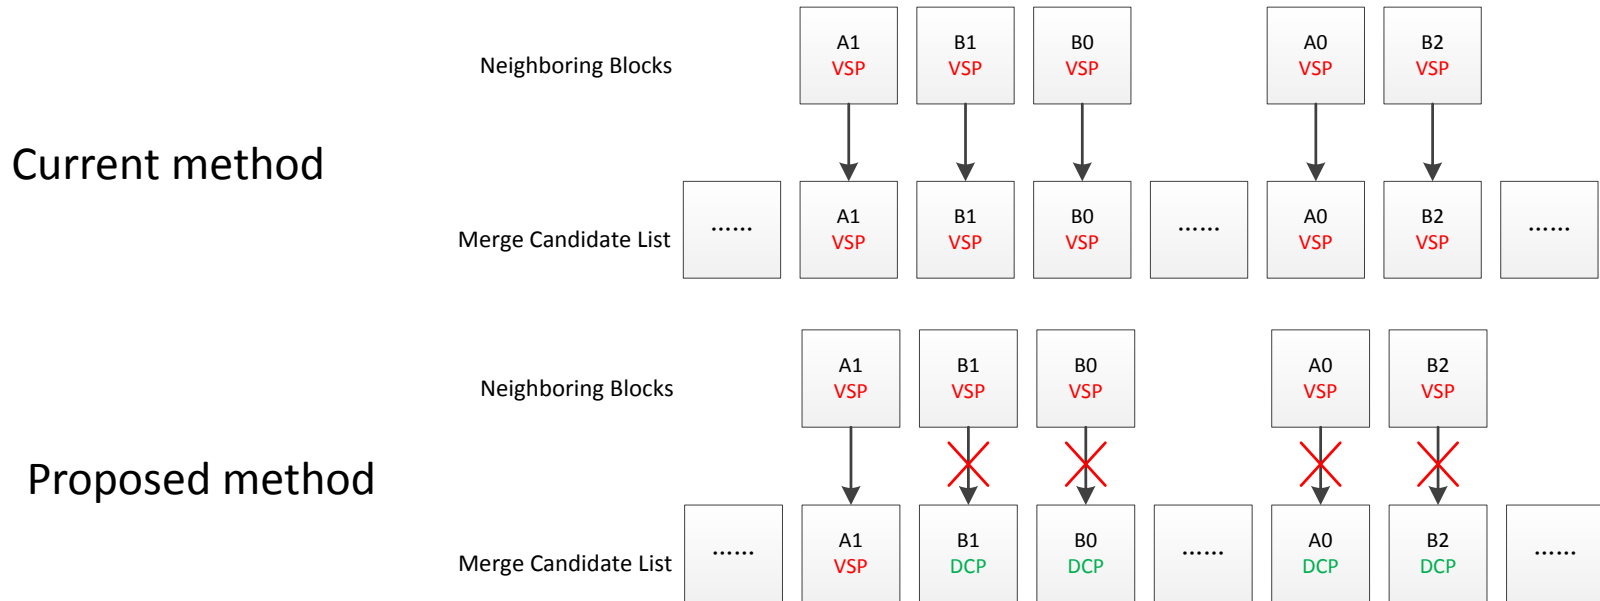 Current method
Neighboring Blocks
A1 B1 B0 A0 B2
VSP VSP VSP VSP VSP
Merge Candidate List
...... A1 B1 B0 ...... A0 B2 ......
VSP VSP VSP VSP VSP
Proposed method
Neighboring Blocks
A1 B1 B0 A0 B2
VSP VSP VSP VSP VSP
Merge Candidate List
...... A1 B1 B0 ...... A0 B2 ......
VSP DCP DCP DCP DCP